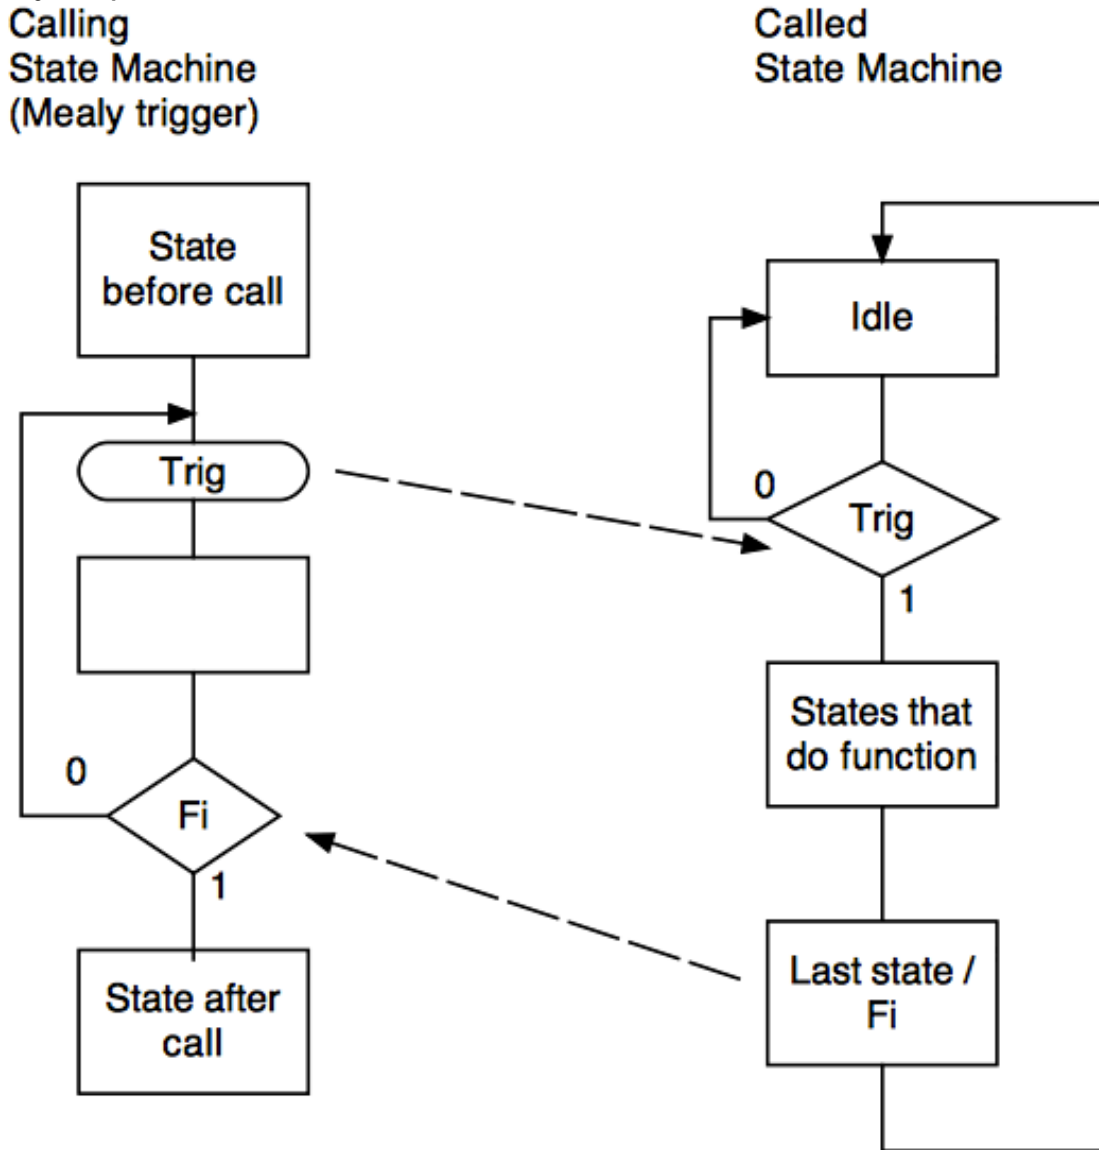 Calling
State Machine
(Mealy trigger)
State
before call
Trig
0
Fi
1
State after
call
Called
State Machine
Idle
0
Trig
1
States that
do function
Last state /
Fi